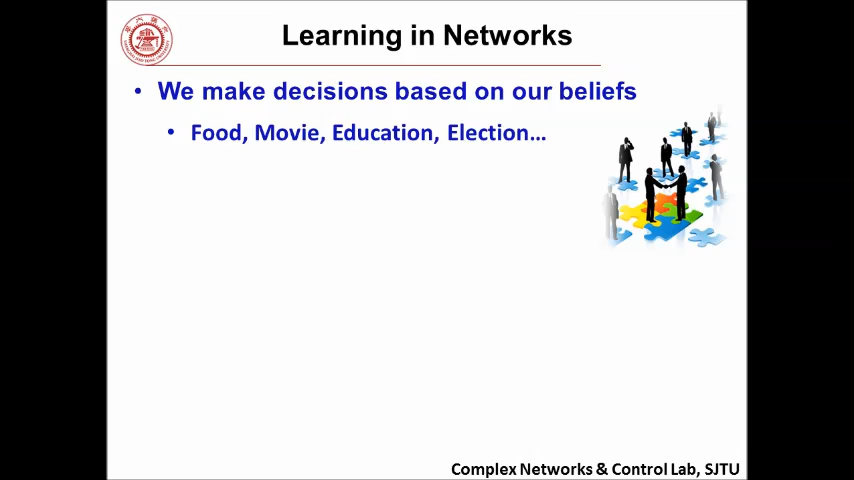 Learning in Networks
• We make decisions based on our beliefs
• Food, Movie, Education, Election…
Complex Networks & Control Lab, SJTU